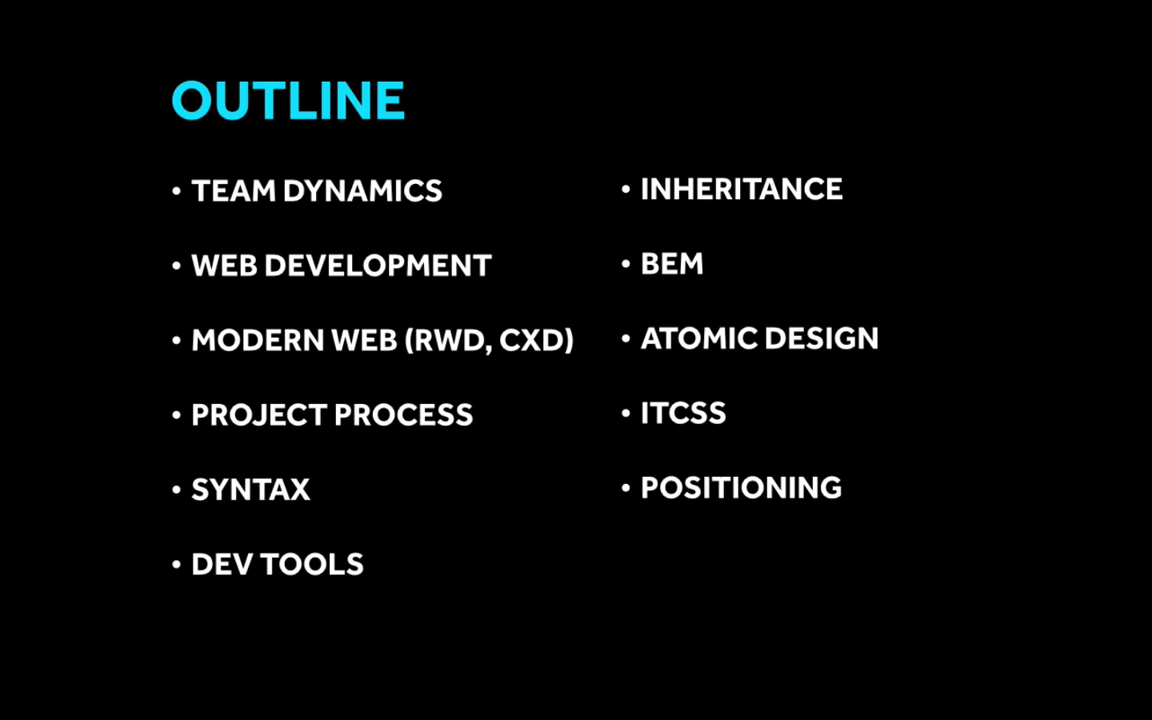 OUTLINE
• TEAM DYNAMICS
• WEB DEVELOPMENT
• MODERN WEB (RWD, CXD)
• PROJECT PROCESS
• SYNTAX
• DEV TOOLS
• INHERITANCE
• BEM
• ATOMIC DESIGN
• ITCSS
• POSITIONING